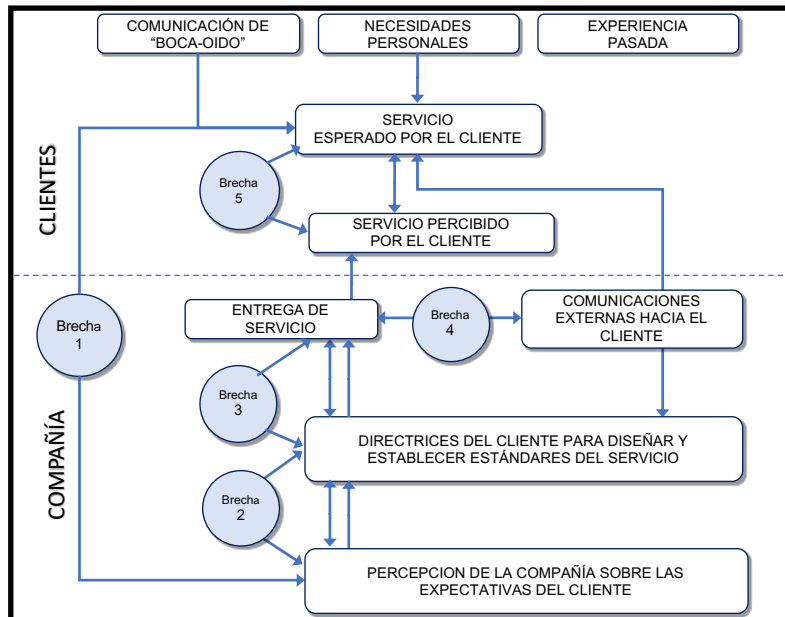 COMUNICACIÓN DE
“BOCA-OIDO”
NECESIDADES
PERSONALES
EXPERIENCIA
PASADA
SERVICIO
ESPERADO POR EL CLIENTE
CLIENTES
Brecha
5
SERVICIO PERCIBIDO
POR EL CLIENTE
ENTREGA DE
SERVICIO
Brecha
4
COMUNICACIONES
EXTERNAS HACIA EL
CLIENTE
Brecha
1
Brecha
3
DIRECTRICES DEL CLIENTE PARA DISEÑAR Y
ESTABLECER ESTÁNDARES DEL SERVICIO
COMPAÑÍA
Brecha
2
PERCEPCION DE LA COMPAÑÍA SOBRE LAS
EXPECTATIVAS DEL CLIENTE